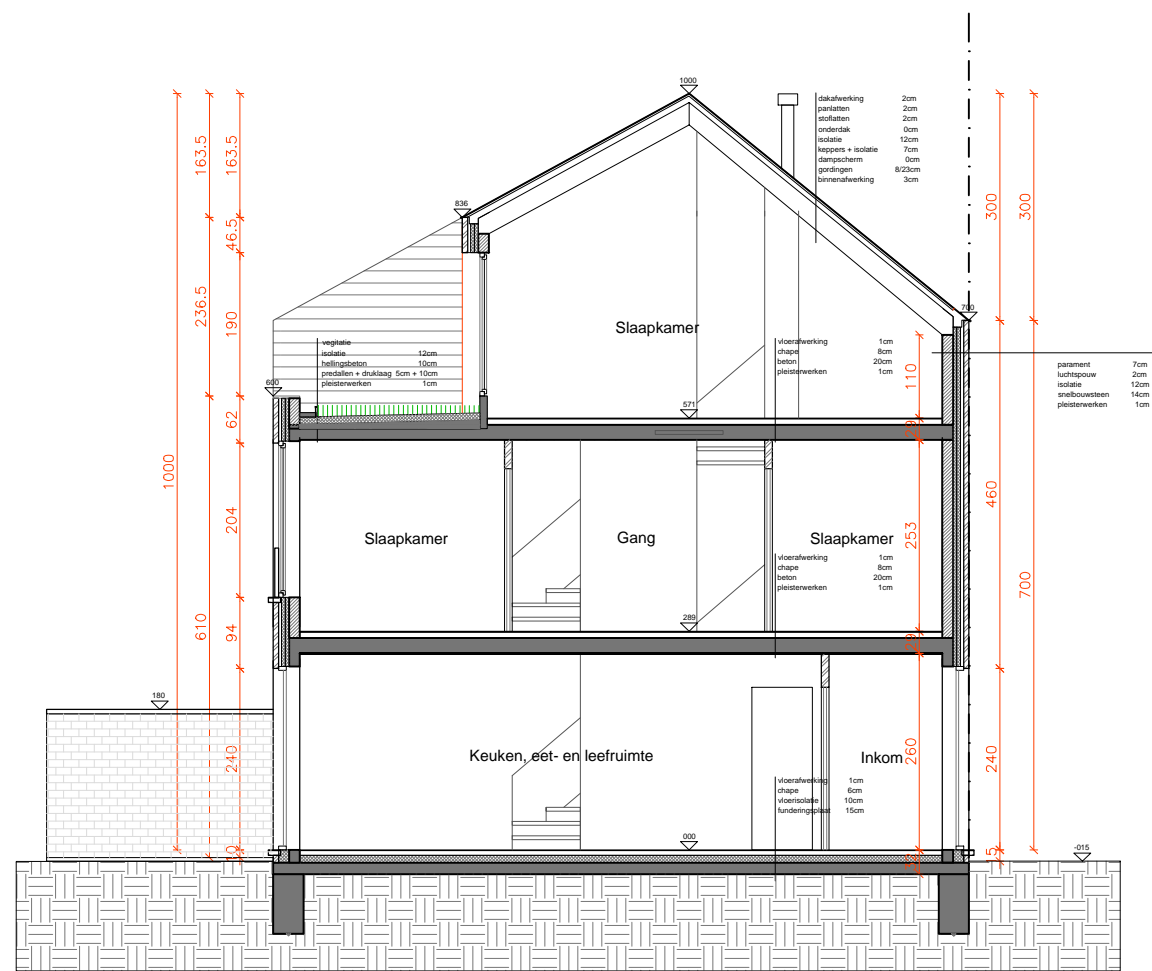 1000
dakafwerking 2cm
panlatten 2cm
stoflatten 2cm
onderdak 0cm
isolatie 12cm
keppers + isolatie 7cm
dampscherm 0cm
gordingen 8/23cm
binnenafwerking 3cm
163.5
163.5
300
300
836
46.5
236.5
190
700
Slaapkamer
vegitatie
isolatie 12cm
hellingsbeton 10cm
predallen + druklaag 5cm + 10cm
pleisterwerken 1cm
vloerafwerking 1cm
chape 8cm
beton 20cm
pleisterwerken 1cm
110
parament 7cm
luchtspouw 2cm
isolatie 12cm
snelbouwsteen 14cm
pleisterwerken 1cm
600
62
571
29
1000
204
460
253
Slaapkamer
Gang
Slaapkamer
vloerafwerking 1cm
chape 8cm
beton 20cm
pleisterwerken 1cm
700
610
94
289
29
180
240
260
240
Keuken, eet- en leefruimte
Inkom
vloerafwerking 1cm
chape 6cm
vloerisolatie 10cm
funderingsplaat 15cm
000
-015
10
15